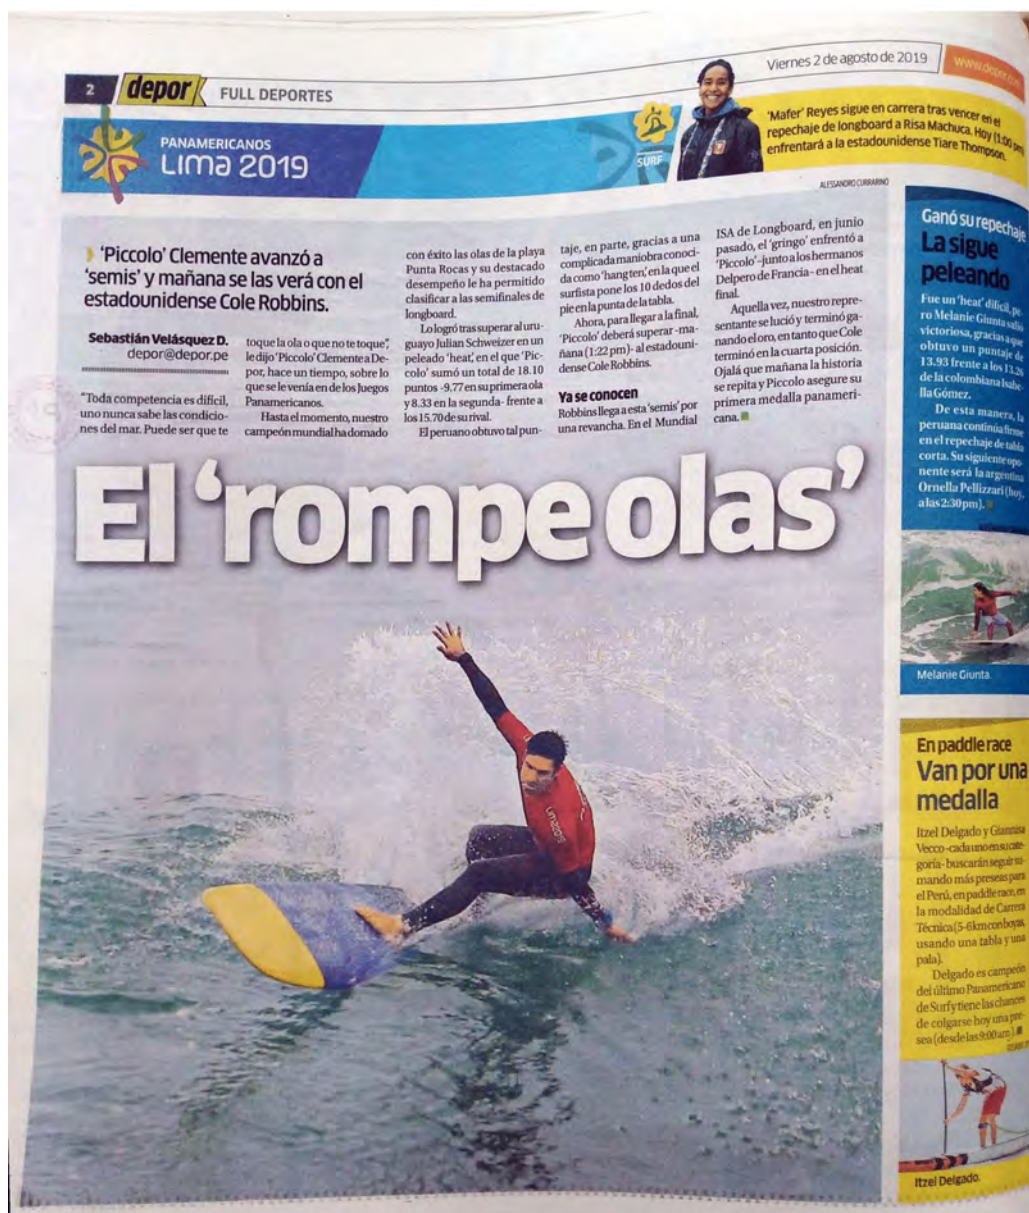 2
depor
FULL DEPORTES
Viernes 2 de agosto de 2019
www.depor.com
PANAMERICANOS
Lima 2019
SURF
'Mafer' Reyes sigue en carrera tras vencer en el
repechaje de longboard a Risa Machuca. Hoy (1:00 pm)
enfrentará a la estadounidense Tiare Thompson.
ALESSANDRO CURRARINO
'Piccolo' Clemente avanzó a
'semis' y mañana se las verá con el
estadounidense Cole Robbins.
Sebastián Velásquez D.
depor@depor.pe
"Toda competencia es difícil,
uno nunca sabe las condicio-
nes del mar. Puede ser que te
toque la ola o que no te toque",
le dijo 'Piccolo' Clemente a De-
por, hace un tiempo, sobre lo
que se le venía en de los Juegos
Panamericanos.
Hasta el momento, nuestro
campeón mundial ha domado
con éxito las olas de la playa
Punta Rocas y su destacado
desempeño le ha permitido
clasificar a las semifinales de
longboard.
Lo logró tras superar al uru-
guayo Julian Schweizer en un
peleado 'heat', en el que 'Pic-
colo' sumó un total de 18.10
puntos -9.77 en su primera ola
y 8.33 en la segunda- frente a
los 15.70 de su rival.
El peruano obtuvo tal pun-
taje, en parte, gracias a una
complicada maniobra conoci-
da como 'hang ten', en la que el
surfista pone los 10 dedos del
pie en la punta de la tabla.
Ahora, para llegar a la final,
'Piccolo' deberá superar -ma-
ñana (1:22 pm)- al estadouni-
dense Cole Robbins.
Ya se conocen
Robbins llega a esta 'semis' por
una revancha. En el Mundial
ISA de Longboard, en junio
pasado, el 'gringo' enfrentó a
'Piccolo' -junto a los hermanos
Delpero de Francia- en el heat
final.
Aquella vez, nuestro repre-
sentante se lució y terminó ga-
nando el oro, en tanto que Cole
terminó en la cuarta posición.
Ojalá que mañana la historia
se repita y Piccolo asegure su
primera medalla panameri-
cana.
El 'rompe olas'
Lima2019
Ganó su repechaje
La sigue
peleando
Fue un 'heat' difícil, pe-
ro Melanie Giunta salió
victoriosa, gracias a que
obtuvo un puntaje de
13.93 frente a los 13.26
de la colombiana Isabe-
lla Gómez.
De esta manera, la
peruana continúa firme
en el repechaje de tabla
corta. Su siguiente opo-
nente será la argentina
Ornella Pellizzari (hoy,
a las 2:30 pm).
Melanie Giunta.
En paddle race
Van por una
medalla
Itzel Delgado y Giannisa
Vecco -cada uno en su cate-
goría- buscarán seguir su-
mando más preseas para
el Perú, en paddle race, en
la modalidad de Carrera
Técnica (5-6km con boyas,
usando una tabla y una
pala).
Delgado es campeón
del último Panamericano
de Surf y tiene las chances
de colgarse hoy una pre-
sea (desde las 9:00 am).
Itzel Delgado.